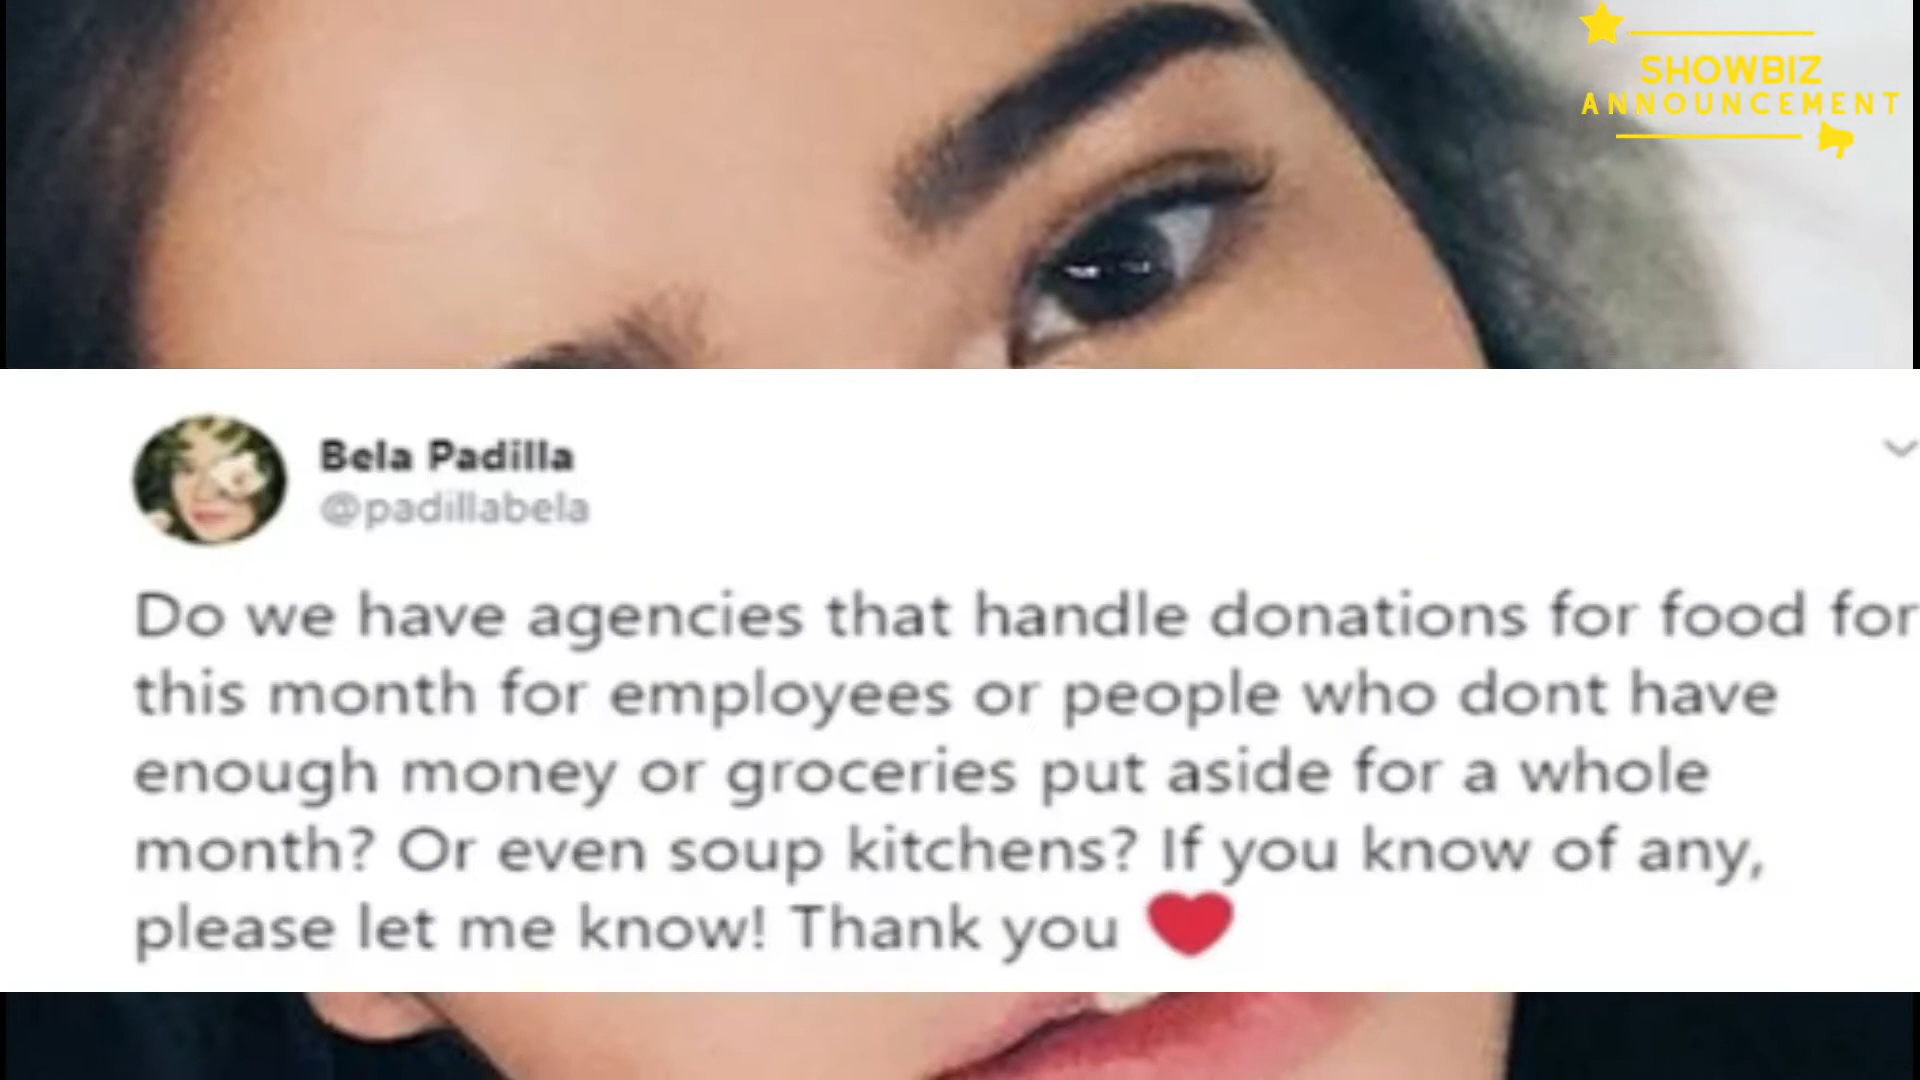 SHOWBIZ
ANNOUNCEMENT
Bela Padilla
@padillabela
Do we have agencies that handle donations for food for
this month for employees or people who dont have
enough money or groceries put aside for a whole
month? Or even soup kitchens? If you know of any,
please let me know! Thank you ❤